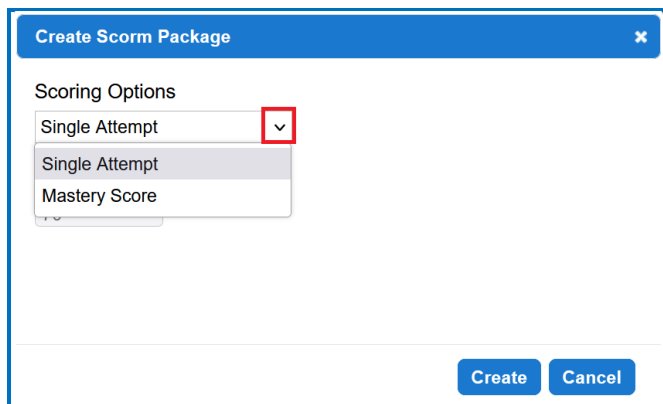 Create Scorm Package
Scoring Options
Single Attempt
Single Attempt
Mastery Score
Create Cancel